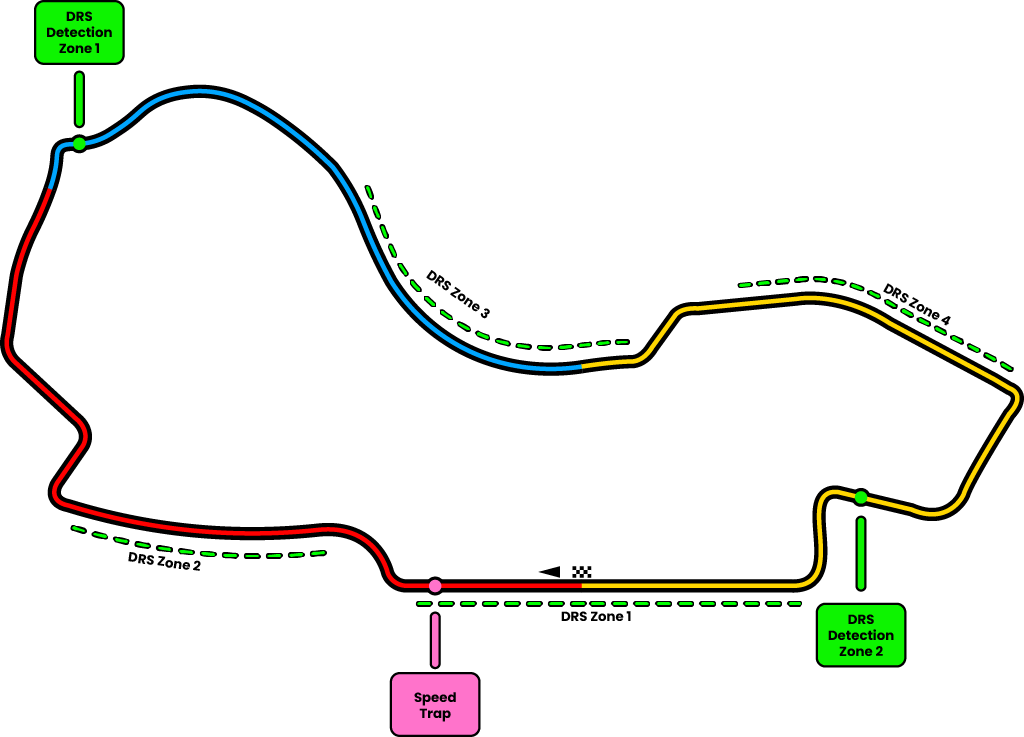 DRS
Detection
Zone 1
DRS Zone 3
DRS Zone 4
DRS Zone 2
DRS Zone 1
DRS
Detection
Zone 2
Speed
Trap